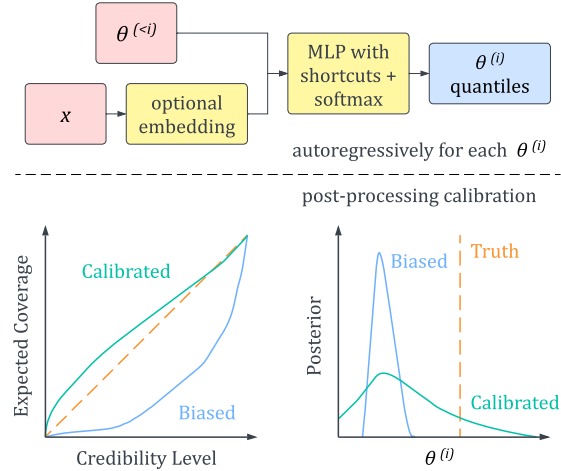 θ (<i)
x
optional
embedding
MLP with
shortcuts +
softmax
θ (i)
quantiles
autoregressively for each θ (i)
post-processing calibration
Expected Coverage
Calibrated
Biased
Credibility Level
Posterior
Biased
Truth
Calibrated
θ (i)